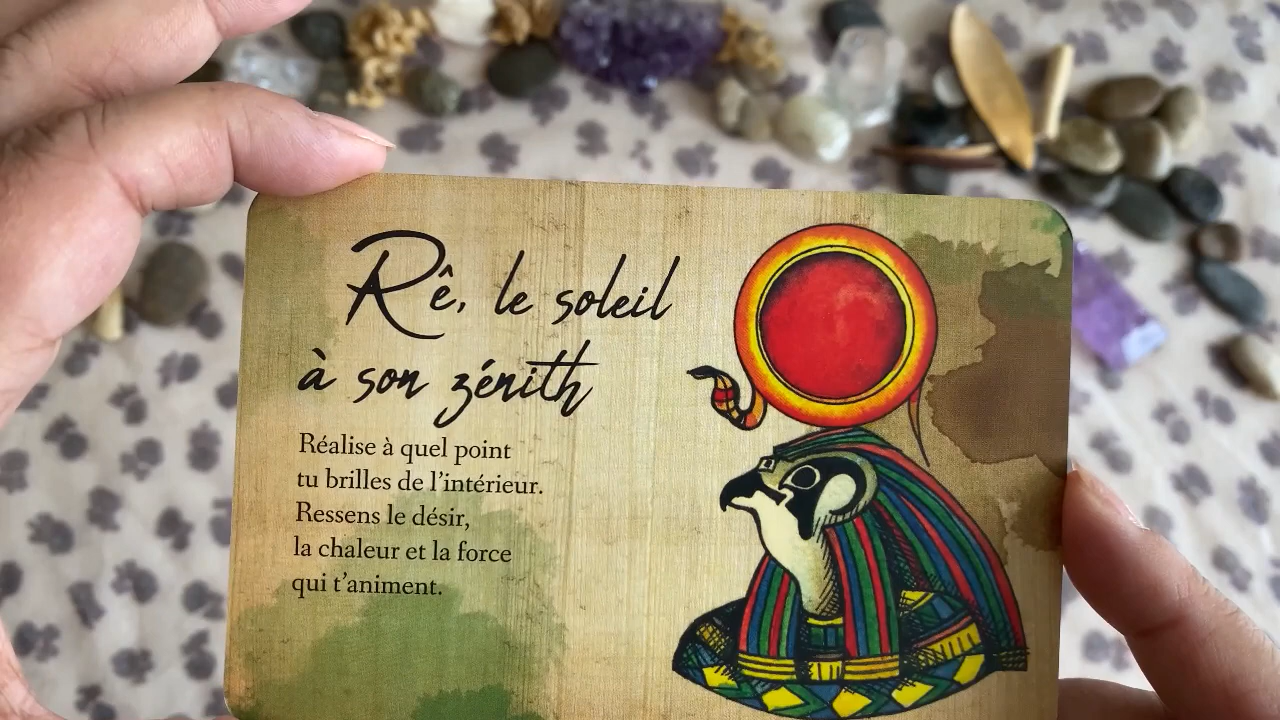 Rê, le soleil
à son zénith
Réalise à quel point
tu brilles de l'intérieur.
Ressens le désir,
la chaleur et la force
qui t'animent.